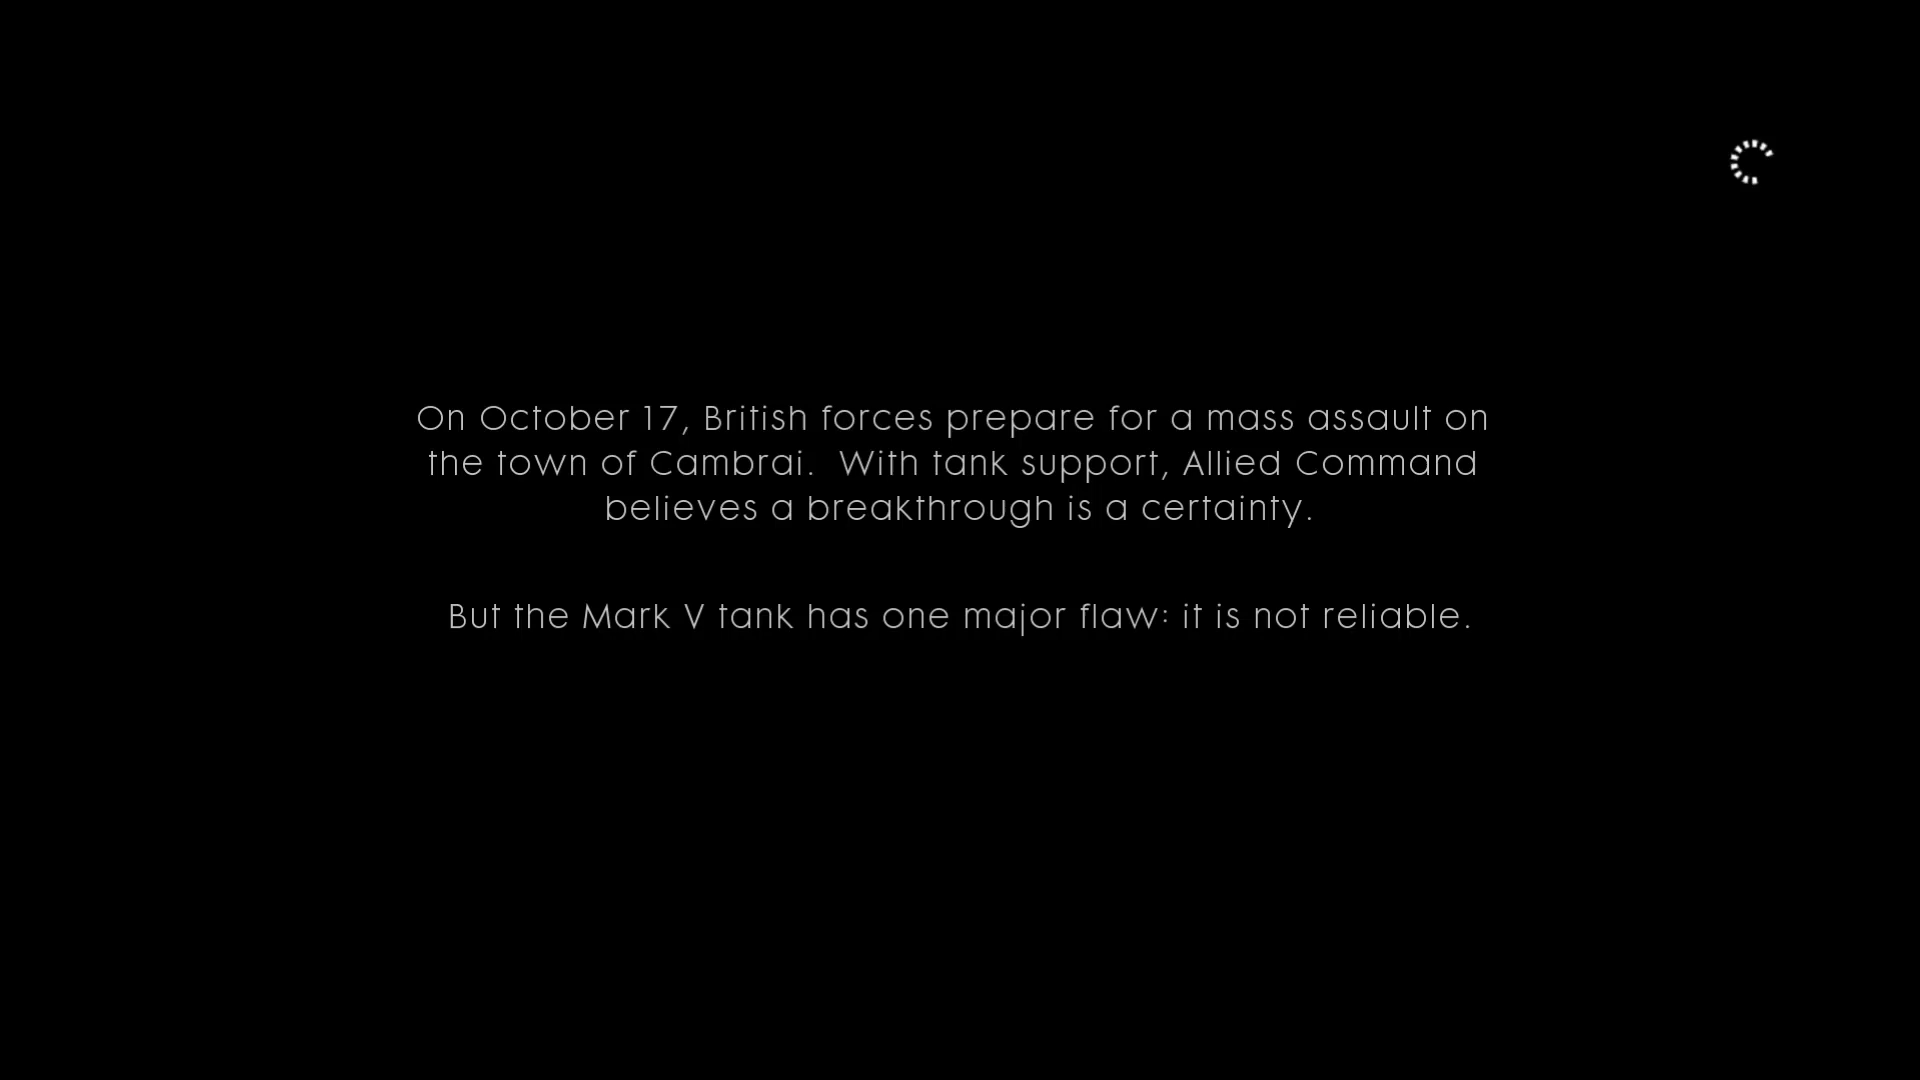 On October 17, British forces prepare for a mass assault on
the town of Cambrai.  With tank support, Allied Command
believes a breakthrough is a certainty.
But the Mark V tank has one major flaw: it is not reliable.